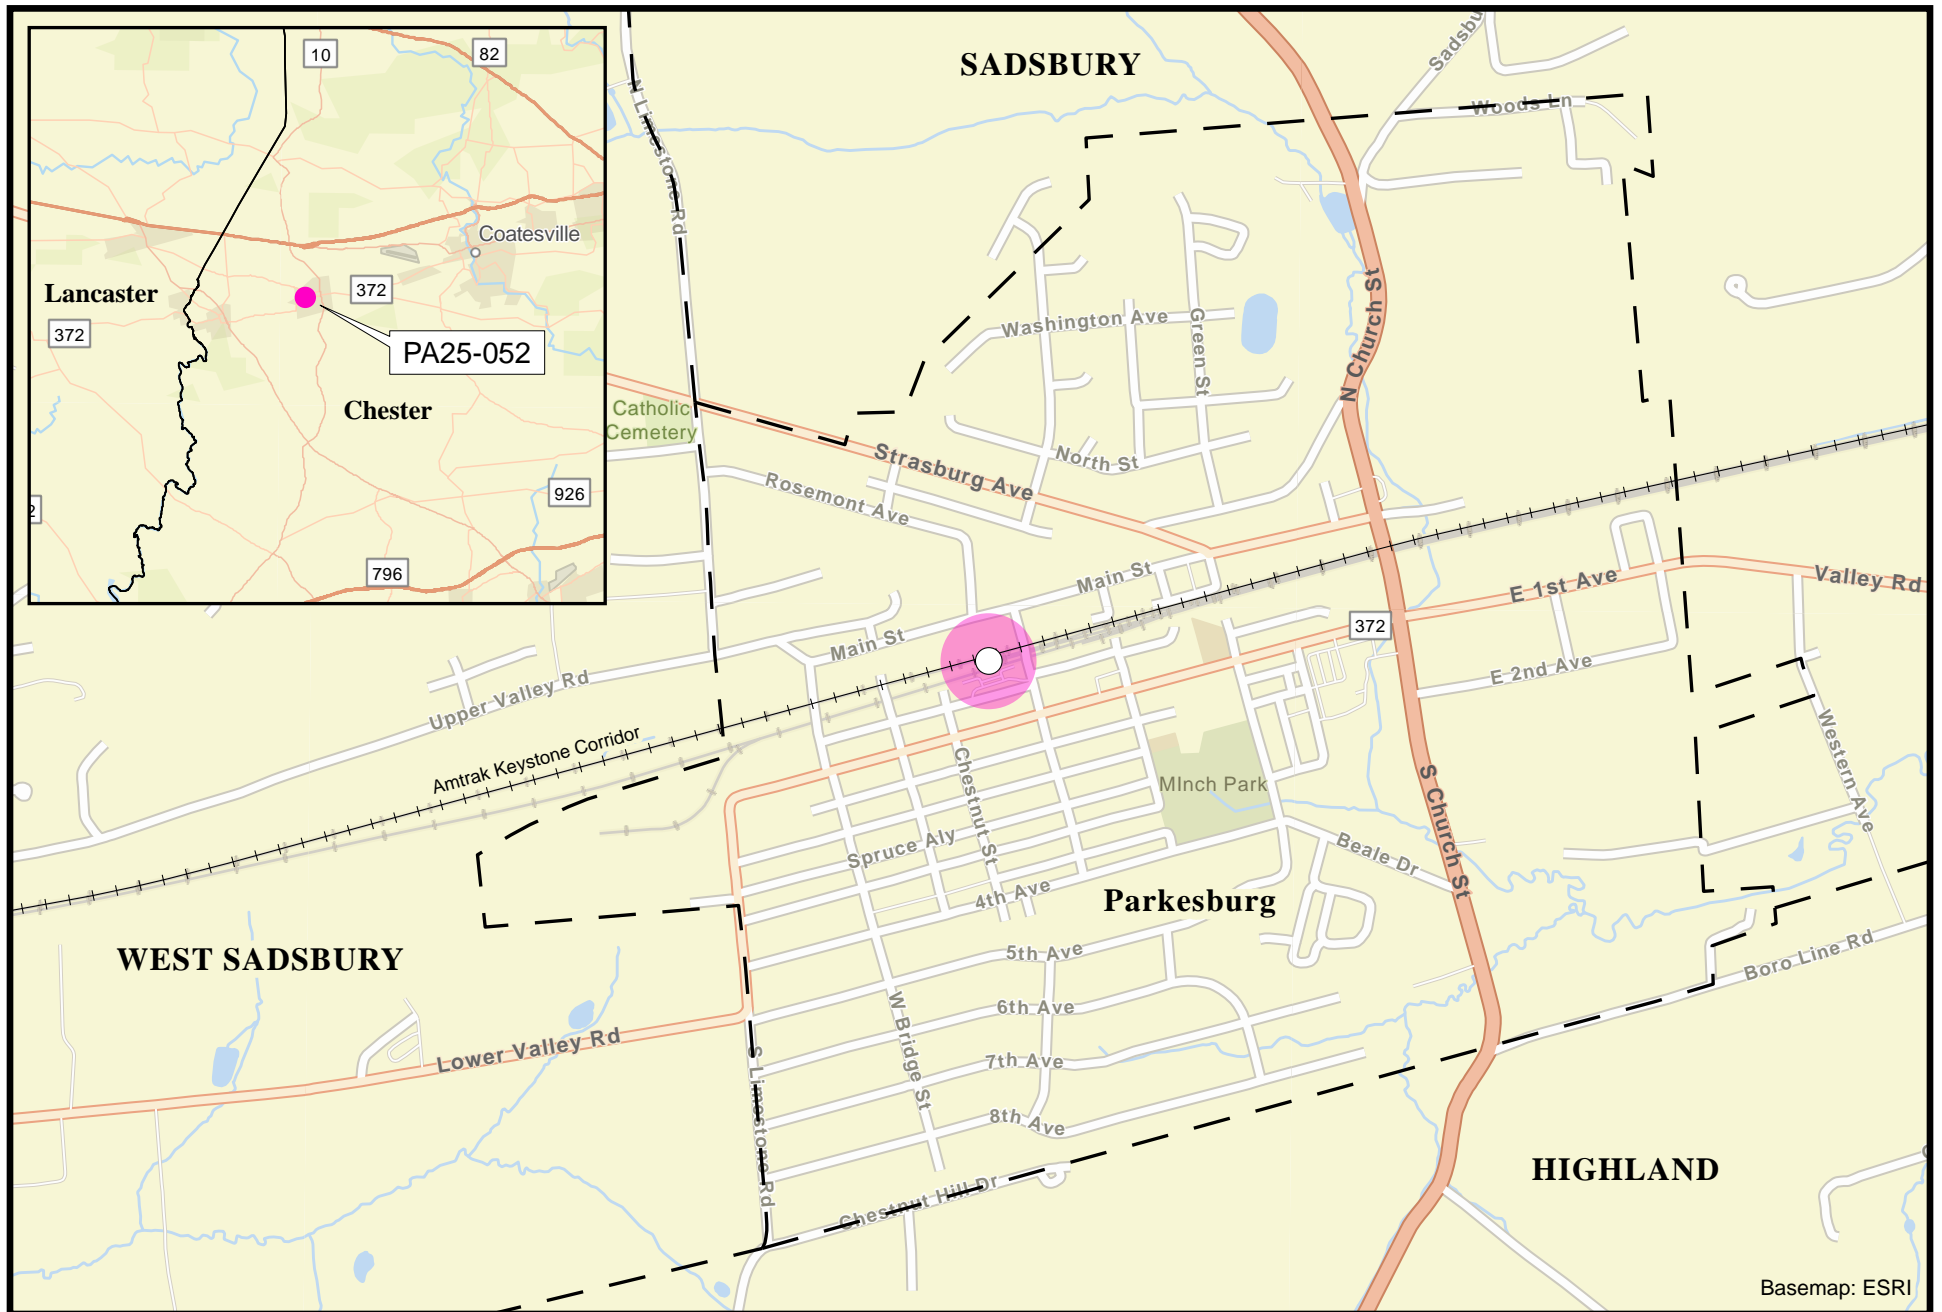 10
82
Coatesville
Lancaster
372
372
PA25-052
Chester
926
796
SADSBURY
Woods Ln
N Limestone Rd
Washington Ave
Green St
N Church St
Catholic
Cemetery
Strasburg Ave
North St
Rosemont Ave
Main St
E 1st Ave
Valley Rd
372
Main St
Upper Valley Rd
E 2nd Ave
Western Ave
Amtrak Keystone Corridor
Chestnut St
MInch Park
S Church St
Spruce Aly
Beale Dr
4th Ave
Parkesburg
WEST SADSBURY
5th Ave
Boro Line Rd
6th Ave
W Bridge St
Lower Valley Rd
7th Ave
S Limestone Rd
8th Ave
HIGHLAND
Chestnut Hill Dr
Basemap: ESRI